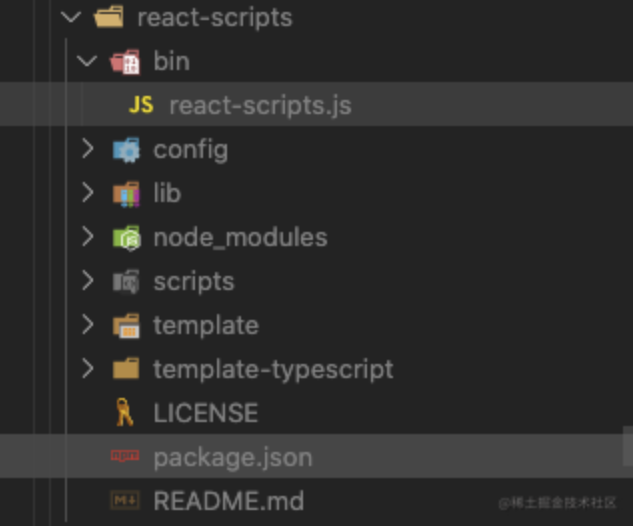 react-scripts
bin
JS react-scripts.js
config
lib
node_modules
scripts
template
template-typescript
LICENSE
package.json
README.md
@稀土掘金技术社区